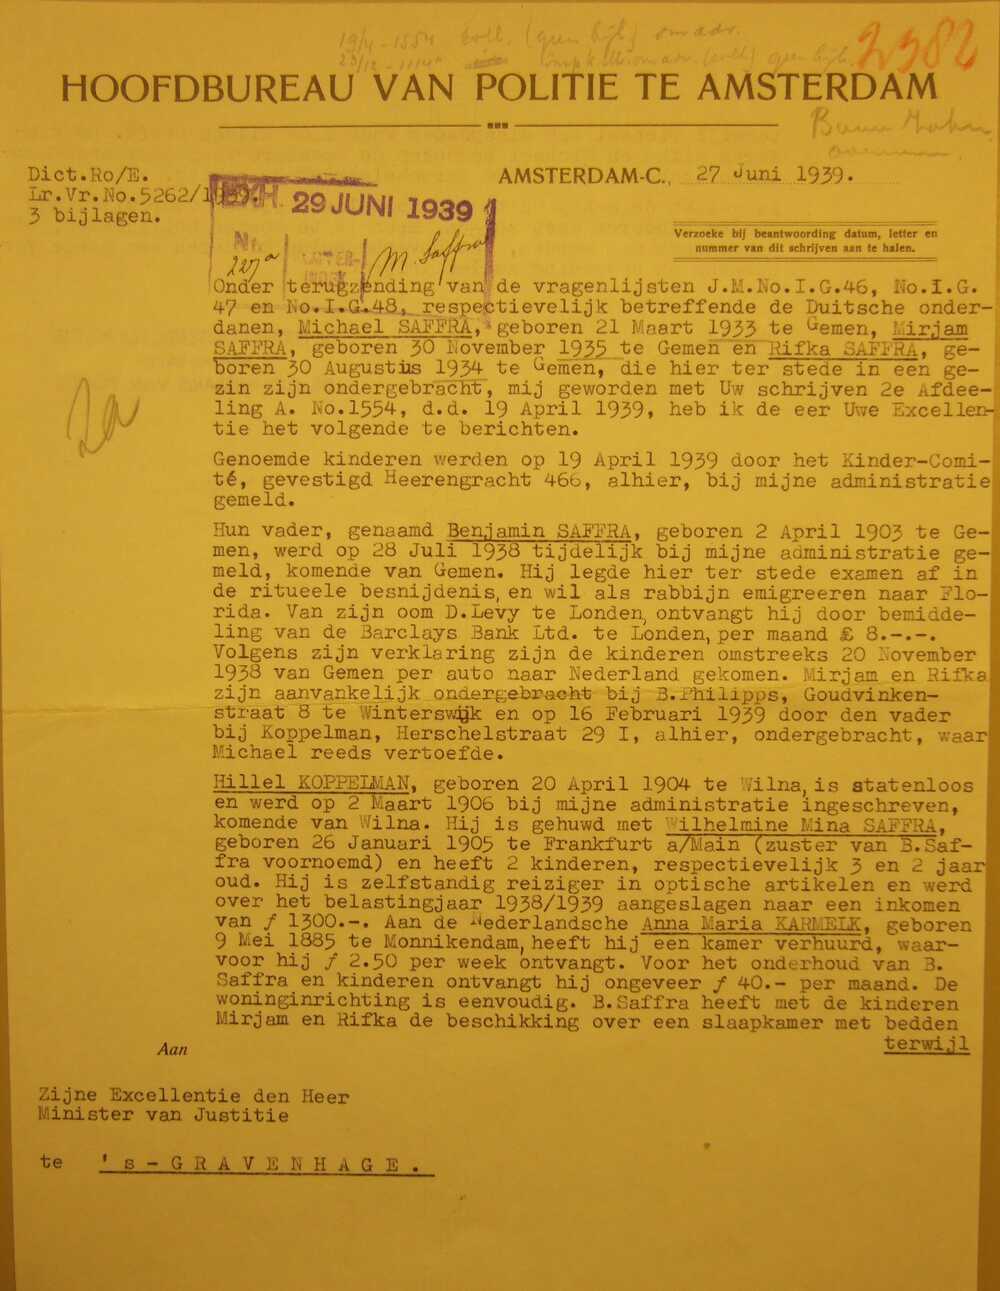 19/4 - 1554
2382
HOOFDBUREAU VAN POLITIE TE AMSTERDAM
Dict.Ro/E.
Lr.Vr.No.5262/1939.
3 bijlagen.
AMSTERDAM-C., 27 Juni 1939.
EXH. 29 JUNI 1939
Verzoeke bij beantwoording datum, letter en
nummer van dit schrijven aan te halen.
Nr.
M. Saffra
Onder terugzending van de vragenlijsten J.M.No.I.G.46, No.I.G.
47 en No.I.G.48, respectievelijk betreffende de Duitsche onder-
danen, Michael SAFFRA, geboren 21 Maart 1933 te Gemen, Mirjam
SAFFRA, geboren 30 November 1935 te Gemen en Rifka SAFFRA, ge-
boren 30 Augustus 1934 te Gemen, die hier ter stede in een ge-
zin zijn ondergebracht, mij geworden met Uw schrijven 2e Afdee-
ling A. No.1554, d.d. 19 April 1939, heb ik de eer Uwe Excellen-
tie het volgende te berichten.
2a
Genoemde kinderen werden op 19 April 1939 door het Kinder-Comi-
té, gevestigd Heerengracht 466, alhier, bij mijne administratie
gemeld.
Hun vader, genaamd Benjamin SAFFRA, geboren 2 April 1903 te Ge-
men, werd op 28 Juli 1938 tijdelijk bij mijne administratie ge-
meld, komende van Gemen. Hij legde hier ter stede examen af in
de ritueele besnijdenis, en wil als rabbijn emigreeren naar Flo-
rida. Van zijn oom D.Levy te Londen, ontvangt hij door bemidde-
ling van de Barclays Bank Ltd. te Londen, per maand £ 8.-.-.
Volgens zijn verklaring zijn de kinderen omstreeks 20 November
1938 van Gemen per auto naar Nederland gekomen. Mirjam en Rifka
zijn aanvankelijk ondergebracht bij B.Philipps, Goudvinken-
straat 8 te Winterswijk en op 16 Februari 1939 door den vader
bij Koppelman, Herschelstraat 29 I, alhier, ondergebracht, waar
Michael reeds vertoefde.
Hillel KOPPELMAN, geboren 20 April 1904 te Wilna, is statenloos
en werd op 2 Maart 1906 bij mijne administratie ingeschreven,
komende van Wilna. Hij is gehuwd met Wilhelmine Mina SAFFRA,
geboren 26 Januari 1905 te Frankfurt a/Main (zuster van B.Saf-
fra voornoemd) en heeft 2 kinderen, respectievelijk 3 en 2 jaar
oud. Hij is zelfstandig reiziger in optische artikelen en werd
over het belastingjaar 1938/1939 aangeslagen naar een inkomen
van ƒ 1300.-. Aan de Nederlandsche Anna Maria KARMELK, geboren
9 Mei 1885 te Monnikendam, heeft hij een kamer verhuurd, waar-
voor hij ƒ 2.50 per week ontvangt. Voor het onderhoud van B.
Saffra en kinderen ontvangt hij ongeveer ƒ 40.- per maand. De
woninginrichting is eenvoudig. B.Saffra heeft met de kinderen
Mirjam en Rifka de beschikking over een slaapkamer met bedden
terwijl
Aan
Zijne Excellentie den Heer
Minister van Justitie
te 's-GRAVENHAGE.